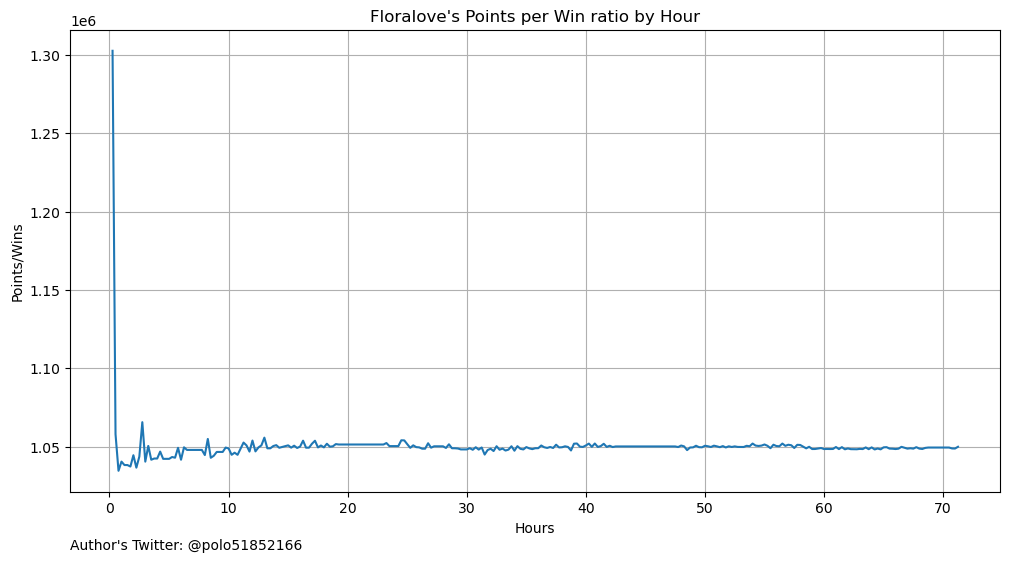 Floralove's Points per Win ratio by Hour
1e6
1.30
1.25
1.20
1.15
1.10
1.05
Points/Wins
0 10 20 30 40 50 60 70
Hours
Author's Twitter: @polo51852166